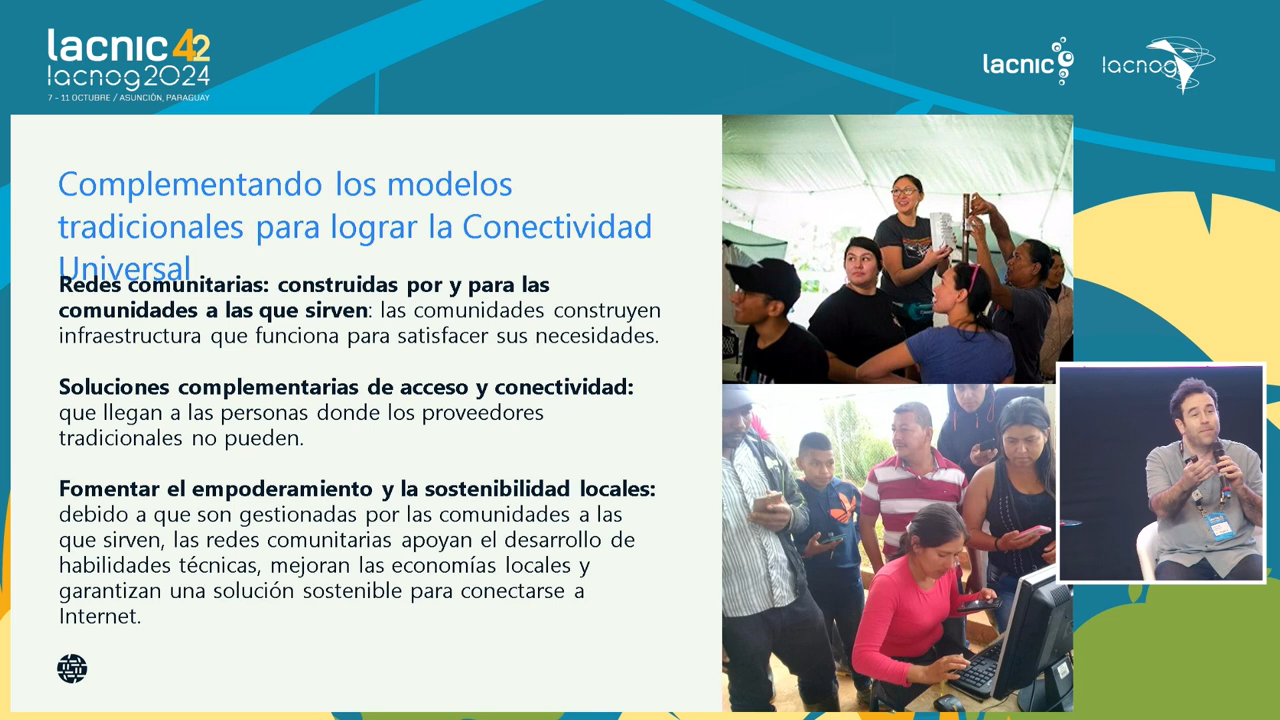 lacnic 42
lacnog2024
7 - 11 OCTUBRE / ASUNCIÓN, PARAGUAY
lacnic
lacnog
Complementando los modelos
tradicionales para lograr la Conectividad
Universal
Redes comunitarias: construidas por y para las
comunidades a las que sirven: las comunidades construyen
infraestructura que funciona para satisfacer sus necesidades.
Soluciones complementarias de acceso y conectividad:
que llegan a las personas donde los proveedores
tradicionales no pueden.
Fomentar el empoderamiento y la sostenibilidad locales:
debido a que son gestionadas por las comunidades a las
que sirven, las redes comunitarias apoyan el desarrollo de
habilidades técnicas, mejoran las economías locales y
garantizan una solución sostenible para conectarse a
Internet.